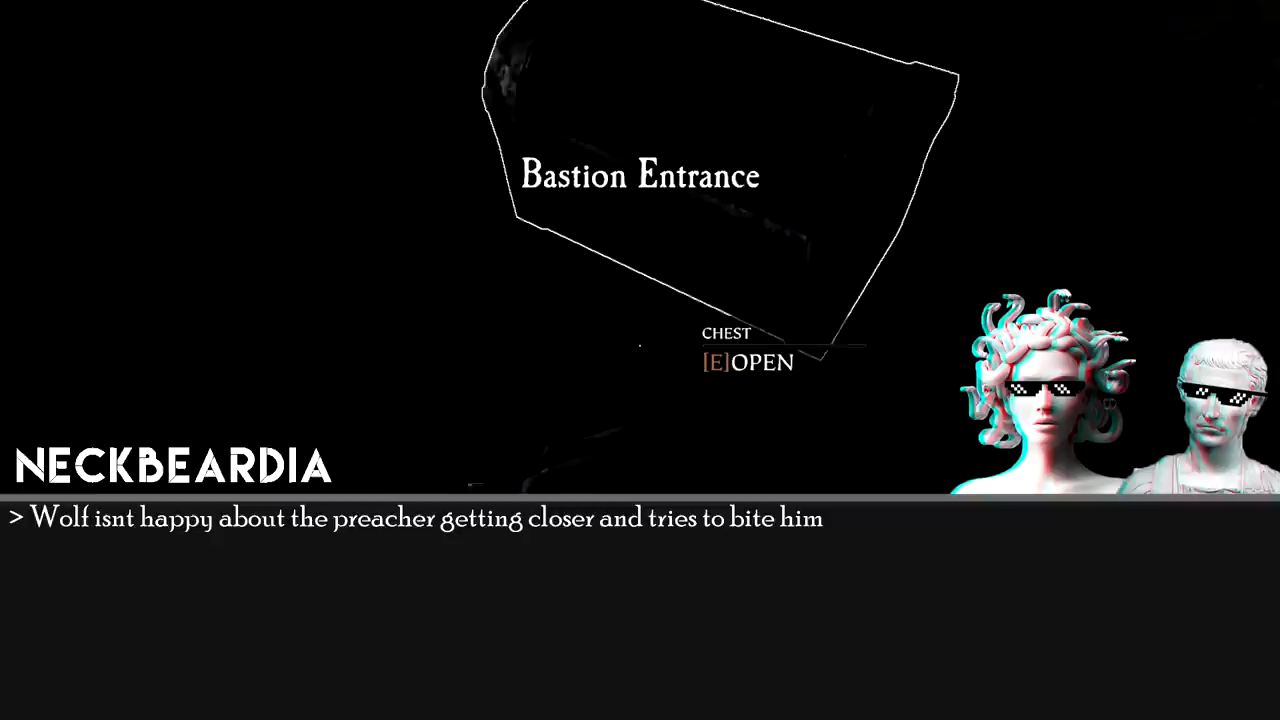 Bastion Entrance
CHEST
[E]OPEN
NECKBEARDIA
> Wolf isnt happy about the preacher getting closer and tries to bite him